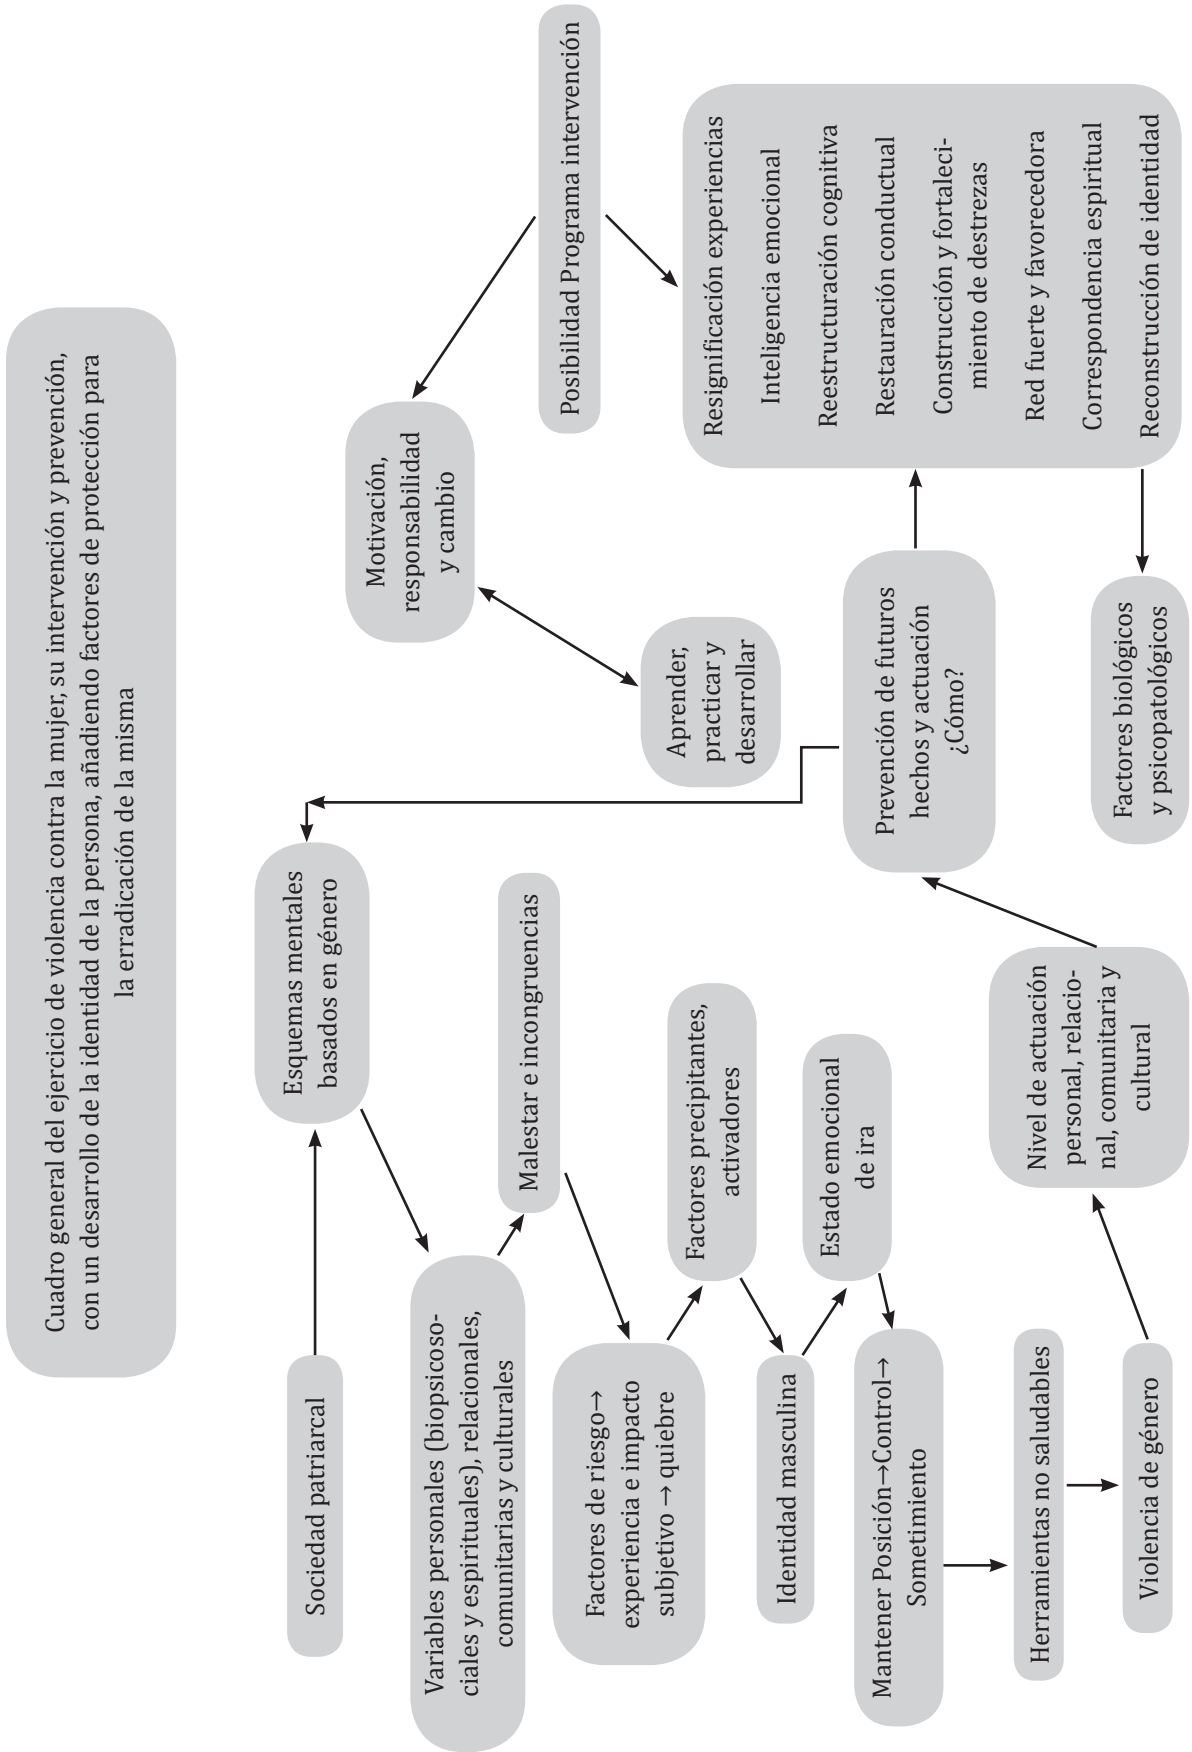 Cuadro general del ejercicio de violencia contra la mujer, su intervención y prevención,
con un desarrollo de la identidad de la persona, añadiendo factores de protección para
la erradicación de la misma
Sociedad patriarcal
Esquemas mentales
basados en género
Variables personales (biopsicoso-
ciales y espirituales), relacionales,
comunitarias y culturales
Malestar e incongruencias
Factores de riesgo→
experiencia e impacto
subjetivo → quiebre
Factores precipitantes,
activadores
Identidad masculina
Estado emocional
de ira
Mantener Posición→Control→
Sometimiento
Herramientas no saludables
Violencia de género
Nivel de actuación
personal, relacio-
nal, comunitaria y
cultural
Prevención de futuros
hechos y actuación
¿Cómo?
Factores biológicos
y psicopatológicos
Aprender,
practicar y
desarrollar
Motivación,
responsabilidad
y cambio
Posibilidad Programa intervención
Resignificación experiencias
Inteligencia emocional
Reestructuración cognitiva
Restauración conductual
Construcción y fortaleci-
miento de destrezas
Red fuerte y favorecedora
Correspondencia espiritual
Reconstrucción de identidad